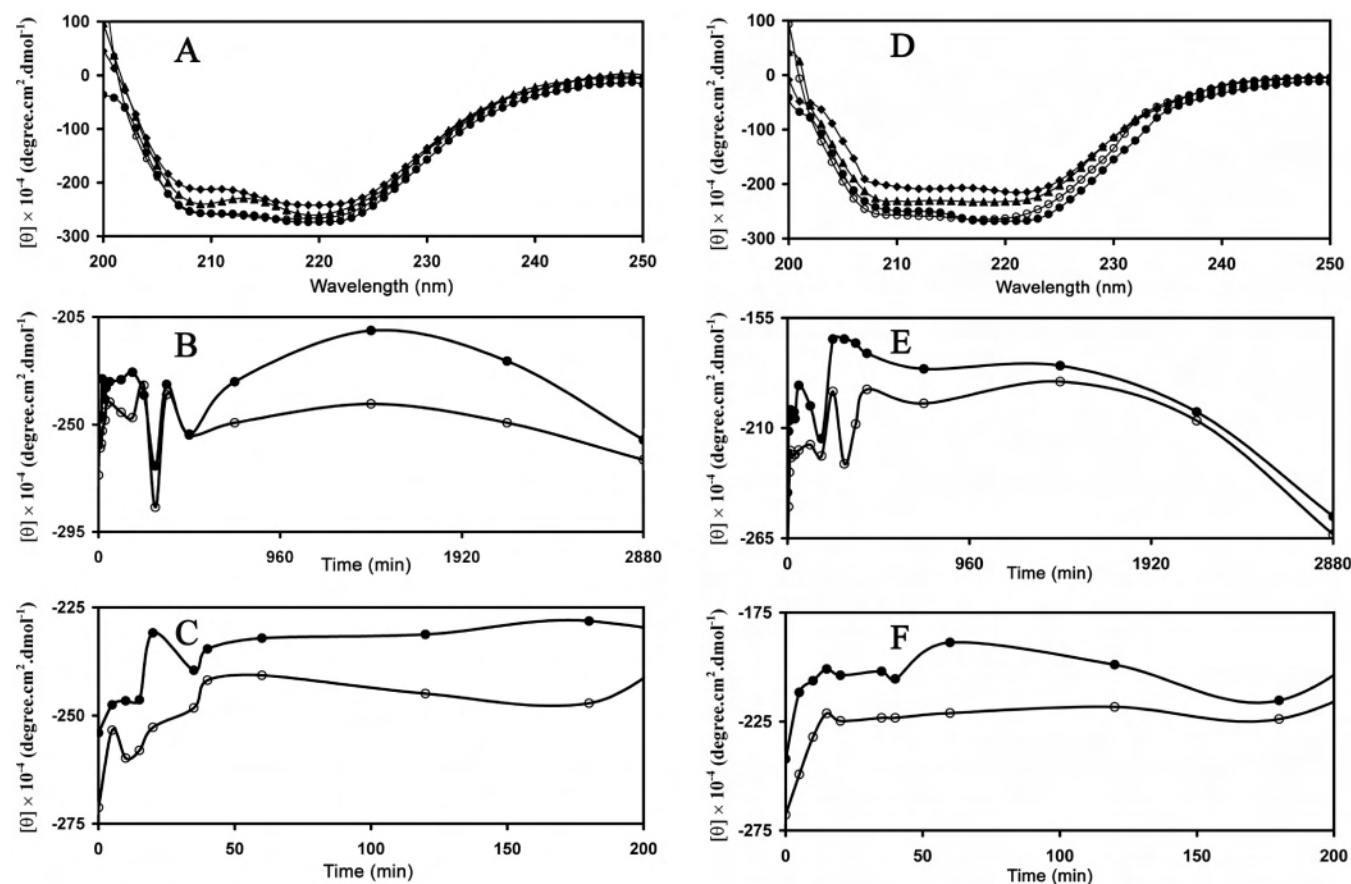 [θ] × 10⁻⁴ (degree.cm².dmol⁻¹)
A
100
0
-100
-200
-300
200 210 220 230 240 250
Wavelength (nm)
[θ] × 10⁻⁴ (degree.cm².dmol⁻¹)
D
100
0
-100
-200
-300
200 210 220 230 240 250
Wavelength (nm)
[θ] × 10⁻⁴ (degree.cm².dmol⁻¹)
B
-205
-250
-295
0 960 1920 2880
Time (min)
[θ] × 10⁻⁴ (degree.cm².dmol⁻¹)
E
-155
-210
-265
0 960 1920 2880
Time (min)
[θ] × 10⁻⁴ (degree.cm².dmol⁻¹)
C
-225
-250
-275
0 50 100 150 200
Time (min)
[θ] × 10⁻⁴ (degree.cm².dmol⁻¹)
F
-175
-225
-275
0 50 100 150 200
Time (min)